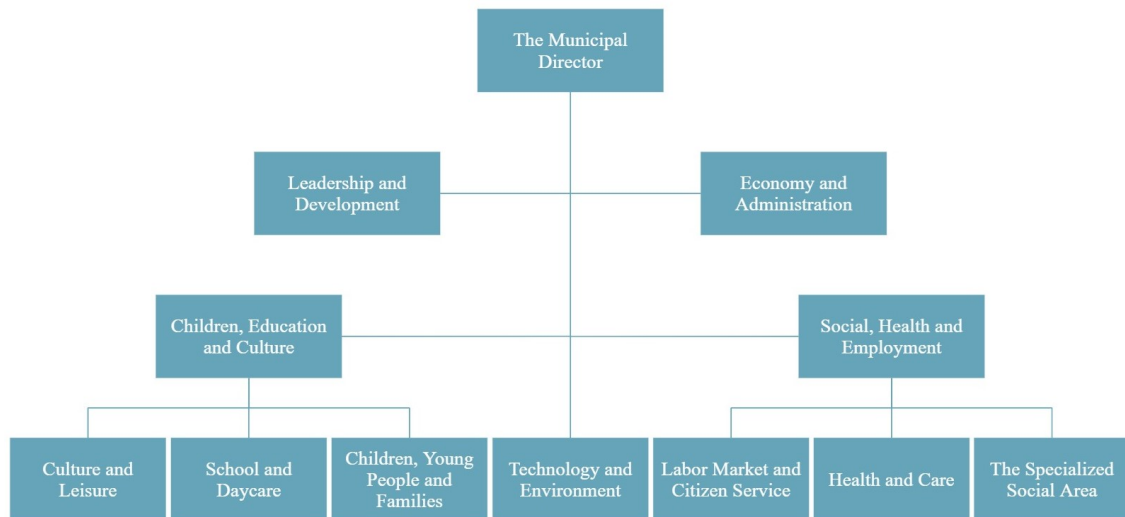 The Municipal
Director
Leadership and
Development
Economy and
Administration
Children, Education
and Culture
Social, Health and
Employment
Culture and
Leisure
School and
Daycare
Children, Young
People and
Families
Technology and
Environment
Labor Market and
Citizen Service
Health and Care
The Specialized
Social Area